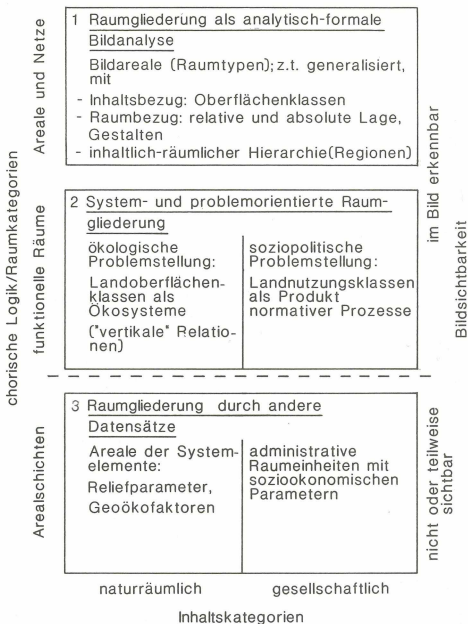 1 Raumgliederung als analytisch-formale
Bildanalyse
Bildareale (Raumtypen); z.t. generalisiert,
mit
- Inhaltsbezug: Oberflächenklassen
- Raumbezug: relative und absolute Lage,
Gestalten
- inhaltlich-räumlicher Hierarchie(Regionen)
2 System- und problemorientierte Raum-
gliederung
ökologische
Problemstellung:
Landoberflächen-
klassen als
Ökosysteme
("vertikale" Relatio-
nen)
soziopolitische
Problemstellung:
Landnutzungsklassen
als Produkt
normativer Prozesse
3 Raumgliederung durch andere
Datensätze
Areale der System-
elemente:
Reliefparameter,
Geoökofaktoren
administrative
Raumeinheiten mit
soziookonomischen
Parametern
naturräumlich
gesellschaftlich
Inhaltskategorien
chorische Logik/Raumkategorien
Areale und Netze
funktionelle Räume
Arealschichten
im Bild erkennbar
nicht oder teilweise
sichtbar
Bildsichtbarkeit